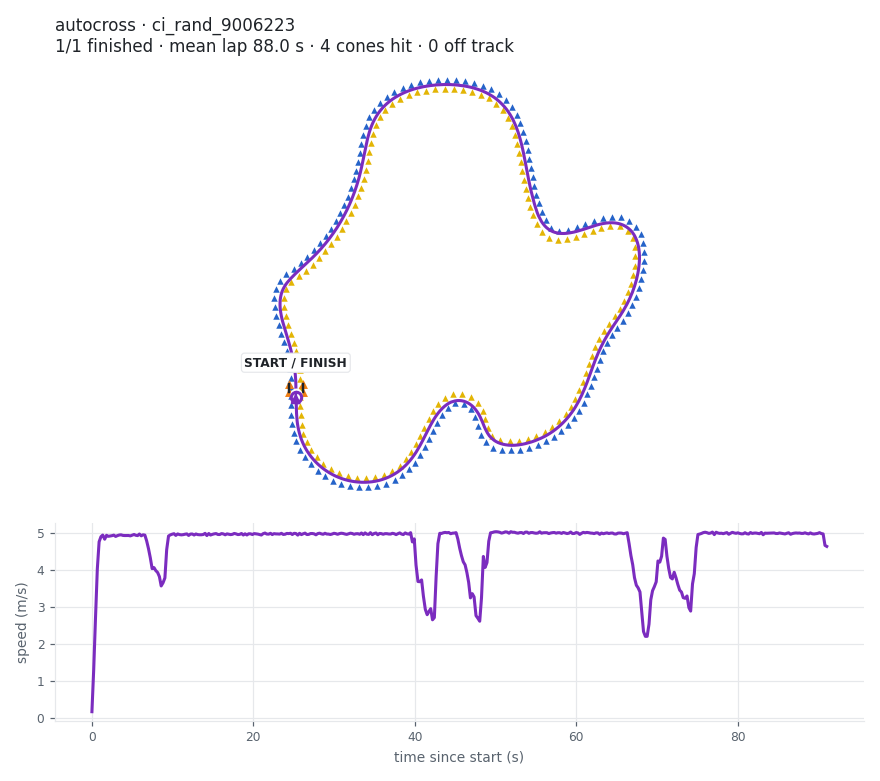 autocross · ci_rand_9006223
1/1 finished · mean lap 88.0 s · 4 cones hit · 0 off track
START / FINISH
5
4
3
2
1
0
speed (m/s)
0 20 40 60 80
time since start (s)